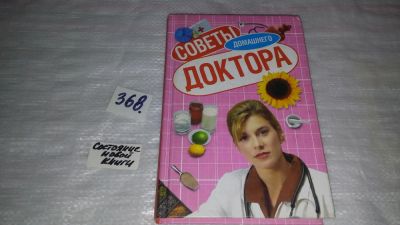 СОВЕТЫ
ДОМАШНЕГО
ДОКТОРА
368.
Состояние
новой
книги